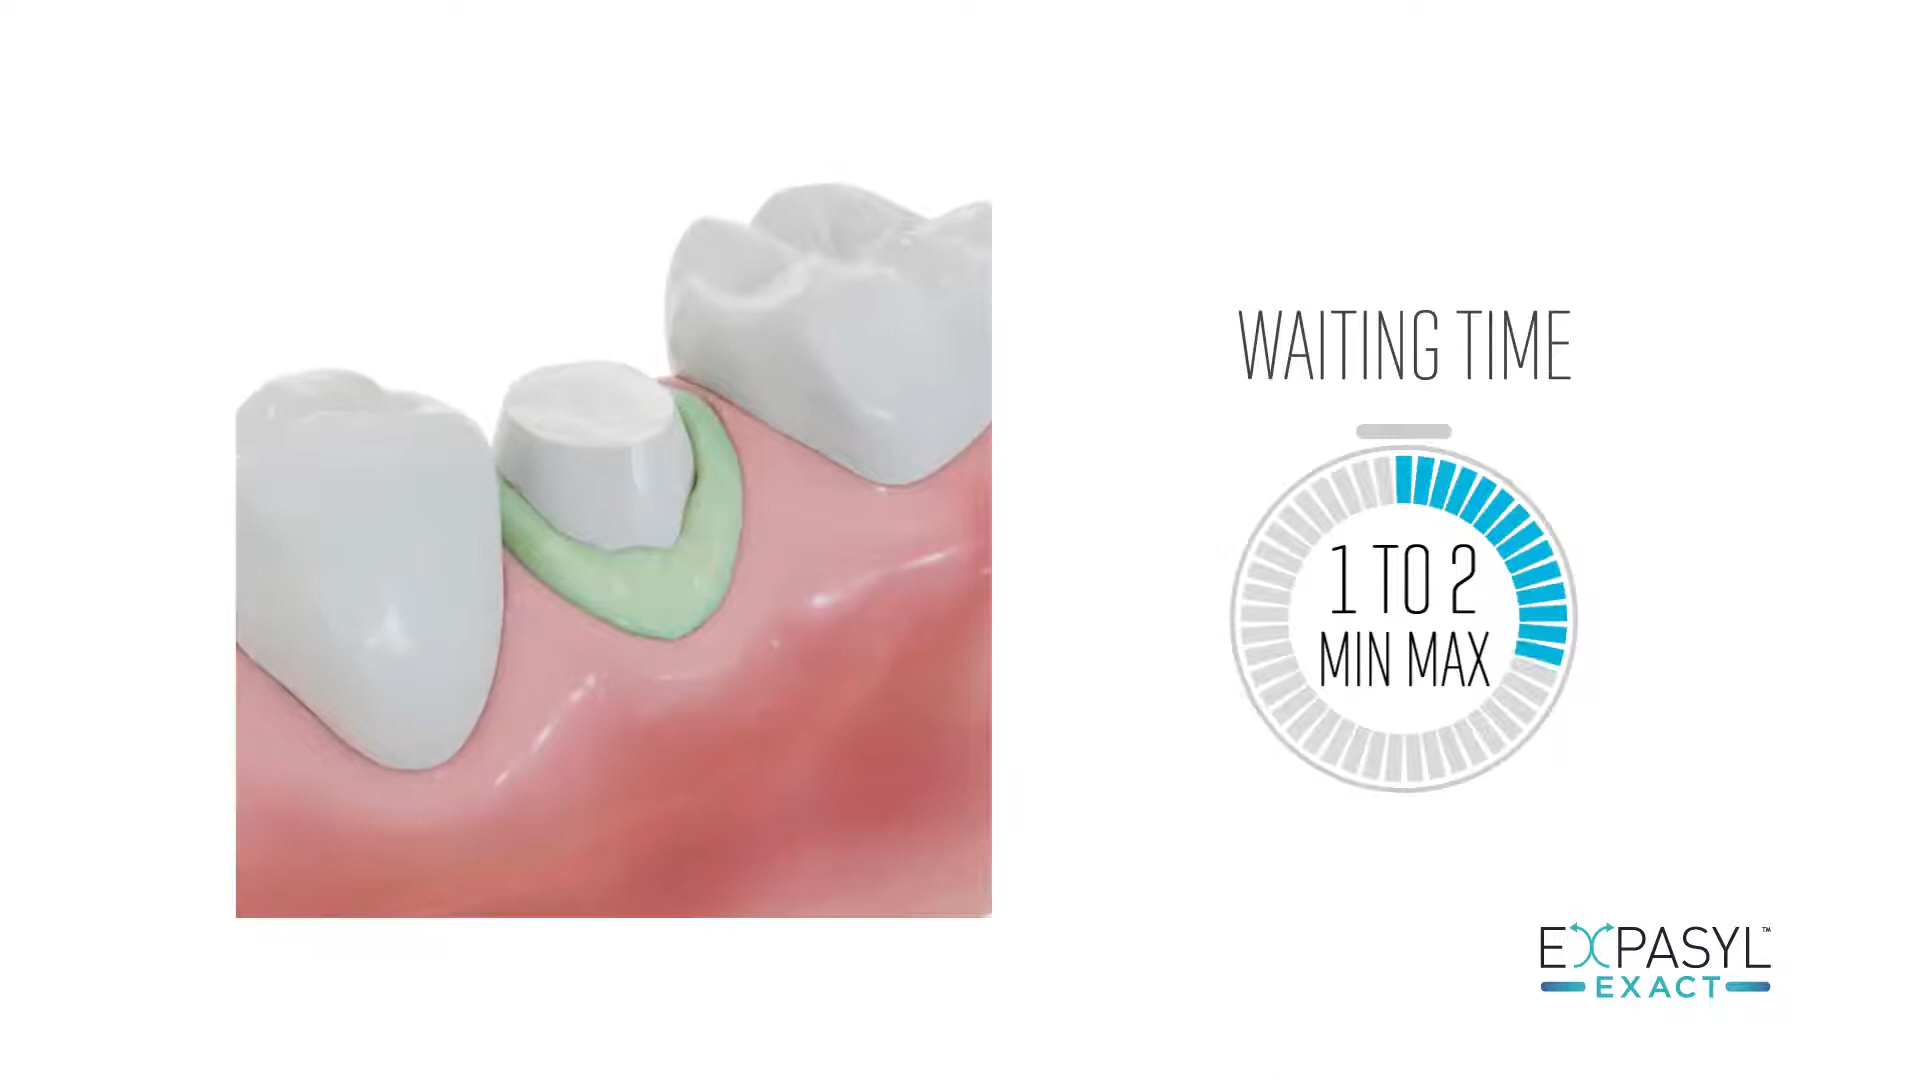 WAITING TIME
1 TO 2
MIN MAX
EXPASYL™
EXACT